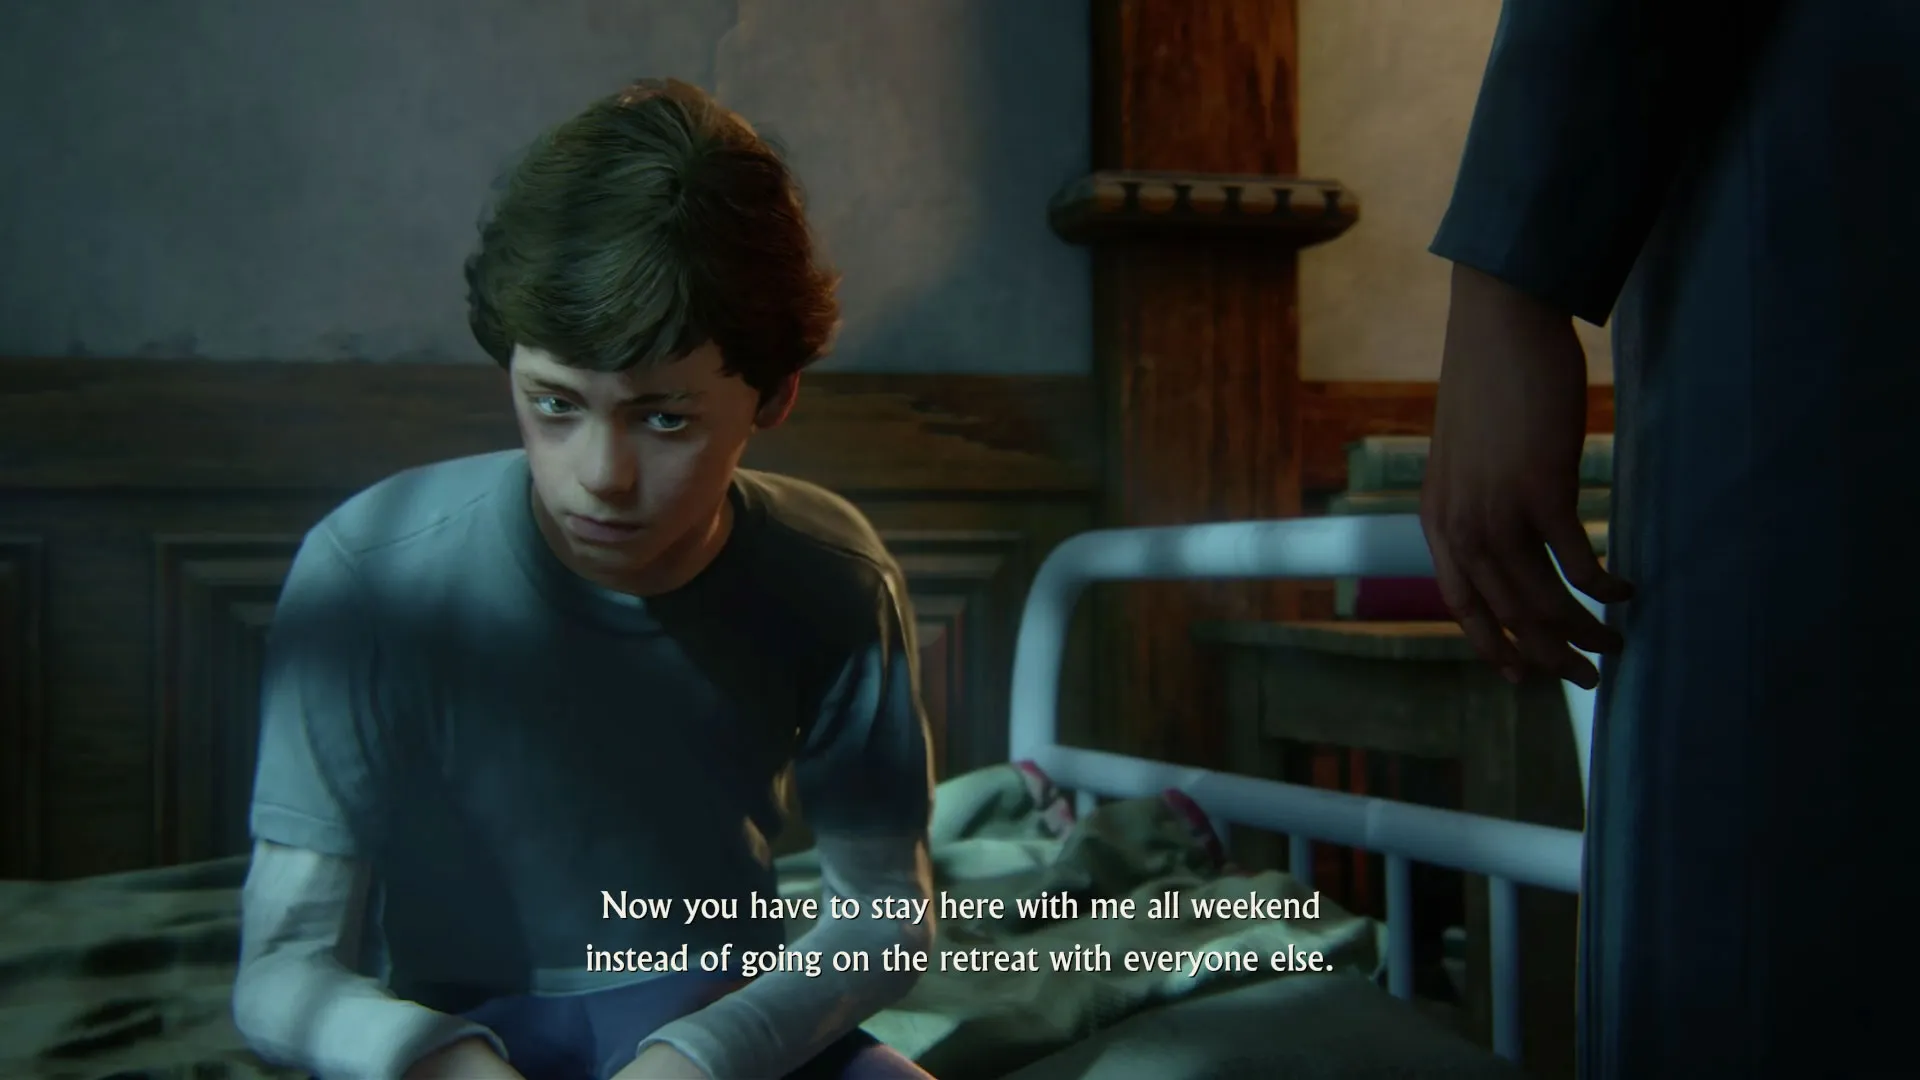 Now you have to stay here with me all weekend
instead of going on the retreat with everyone else.